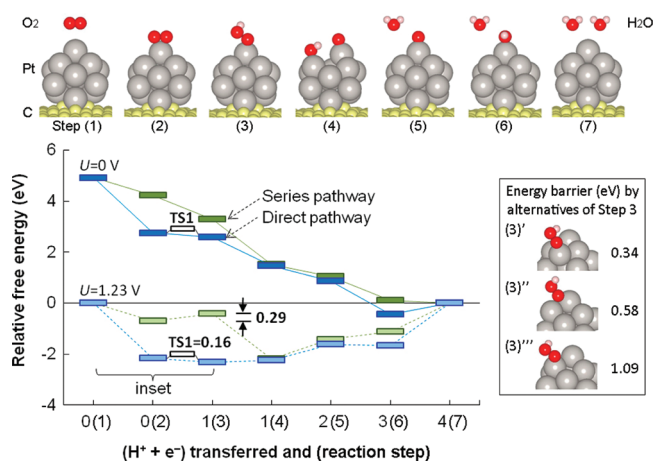 O2
H2O
Pt
C
Step (1) (2) (3) (4) (5) (6) (7)
6
4
2
0
-2
-4
Relative free energy (eV)
U=0 V
TS1
Series pathway
Direct pathway
U=1.23 V
0.29
TS1=0.16
inset
0(1) 0(2) 1(3) 1(4) 2(5) 3(6) 4(7)
(H⁺ + e⁻) transferred and (reaction step)
Energy barrier (eV) by
alternatives of Step 3
(3)'
0.34
(3)''
0.58
(3)'''
1.09